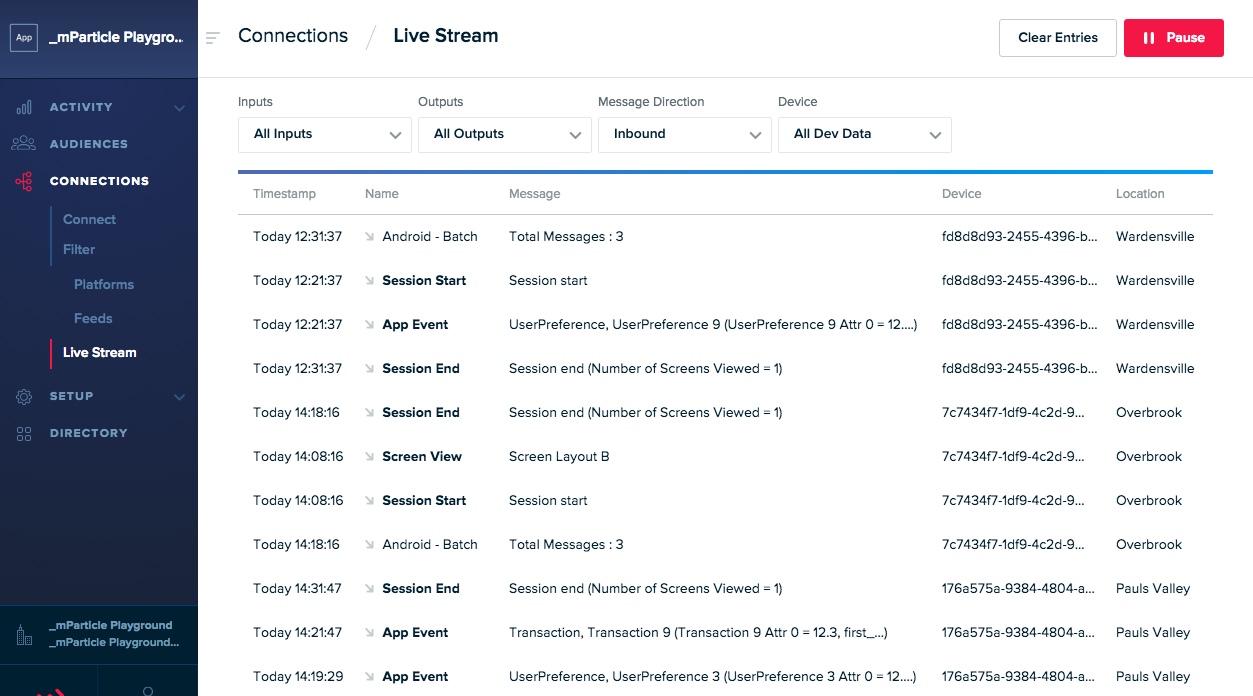 App _mParticle Playgro...
ACTIVITY
AUDIENCES
CONNECTIONS
Connect
Filter
Platforms
Feeds
Live Stream
SETUP
DIRECTORY
_mParticle Playground
_mParticle Playground...
Connections / Live Stream
Clear Entries
Pause
Inputs Outputs Message Direction Device
All Inputs All Outputs Inbound All Dev Data
Timestamp Name Message Device Location
Today 12:31:37 Android - Batch Total Messages : 3 fd8d8d93-2455-4396-b... Wardensville
Today 12:21:37 Session Start Session start fd8d8d93-2455-4396-b... Wardensville
Today 12:21:37 App Event UserPreference, UserPreference 9 (UserPreference 9 Attr 0 = 12....) fd8d8d93-2455-4396-b... Wardensville
Today 12:31:37 Session End Session end (Number of Screens Viewed = 1) fd8d8d93-2455-4396-b... Wardensville
Today 14:18:16 Session End Session end (Number of Screens Viewed = 1) 7c7434f7-1df9-4c2d-9... Overbrook
Today 14:08:16 Screen View Screen Layout B 7c7434f7-1df9-4c2d-9... Overbrook
Today 14:08:16 Session Start Session start 7c7434f7-1df9-4c2d-9... Overbrook
Today 14:18:16 Android - Batch Total Messages : 3 7c7434f7-1df9-4c2d-9... Overbrook
Today 14:31:47 Session End Session end (Number of Screens Viewed = 1) 176a575a-9384-4804-a... Pauls Valley
Today 14:21:47 App Event Transaction, Transaction 9 (Transaction 9 Attr 0 = 12.3, first_...) 176a575a-9384-4804-a... Pauls Valley
Today 14:19:29 App Event UserPreference, UserPreference 3 (UserPreference 3 Attr 0 = 12....) 176a575a-9384-4804-a... Pauls Valley